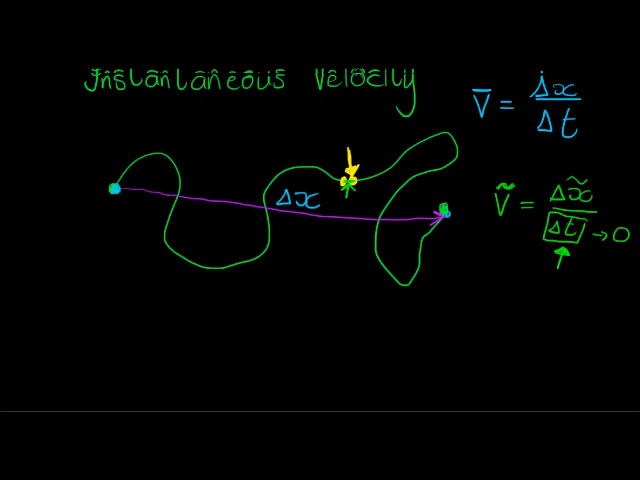 Instantaneous Velocity
V̄ = Δx / Δt
Δx
Ṽ = Δx̃ / Δt → 0